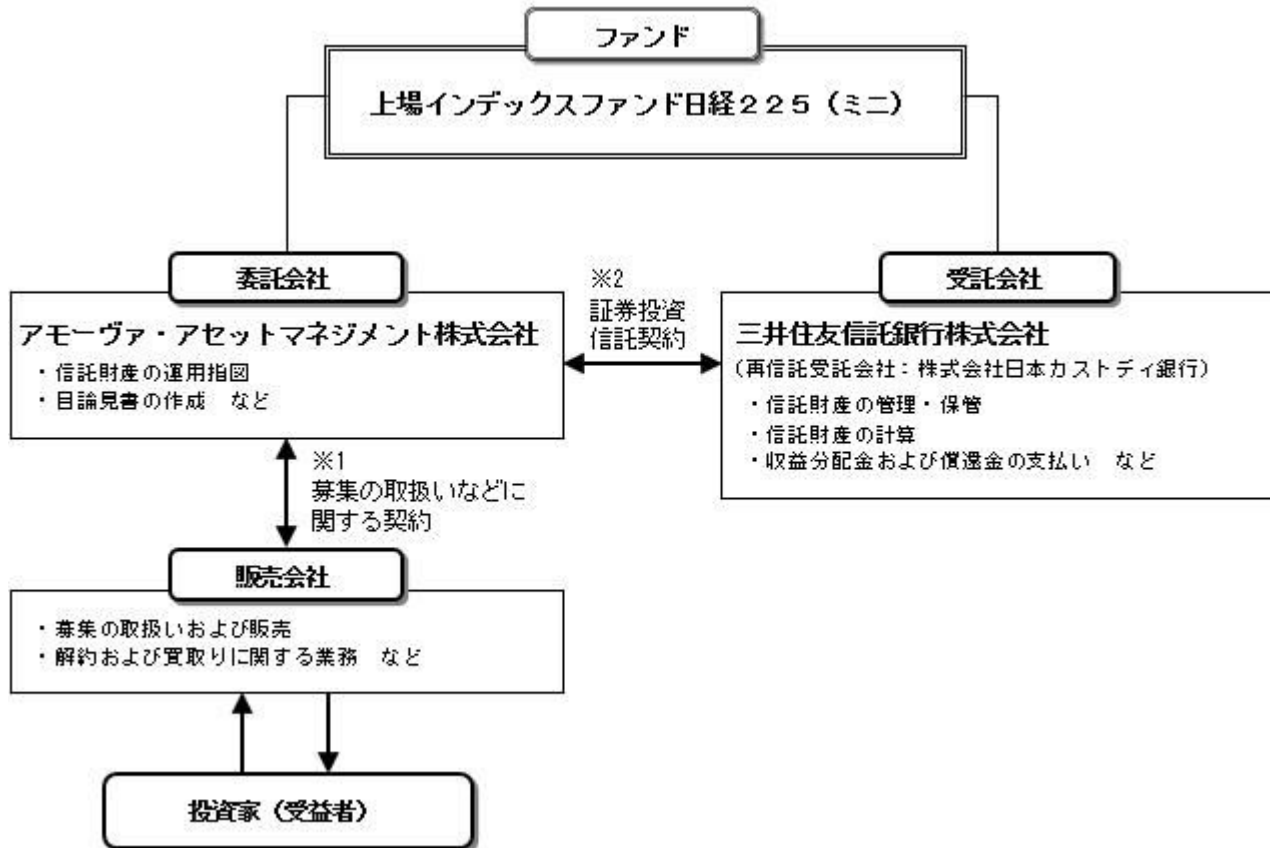 ファンド
上場インデックスファンド日経２２５（ミニ）
委託会社
アモーヴァ・アセットマネジメント株式会社
・信託財産の運用指図
・目論見書の作成　など
※2
証券投資
信託契約
受託会社
三井住友信託銀行株式会社
（再信託受託会社：株式会社日本カストディ銀行）
・信託財産の管理・保管
・信託財産の計算
・収益分配金および償還金の支払い　など
※1
募集の取扱いなどに
関する契約
販売会社
・募集の取扱いおよび販売
・解約および買取りに関する業務　など
投資家（受益者）